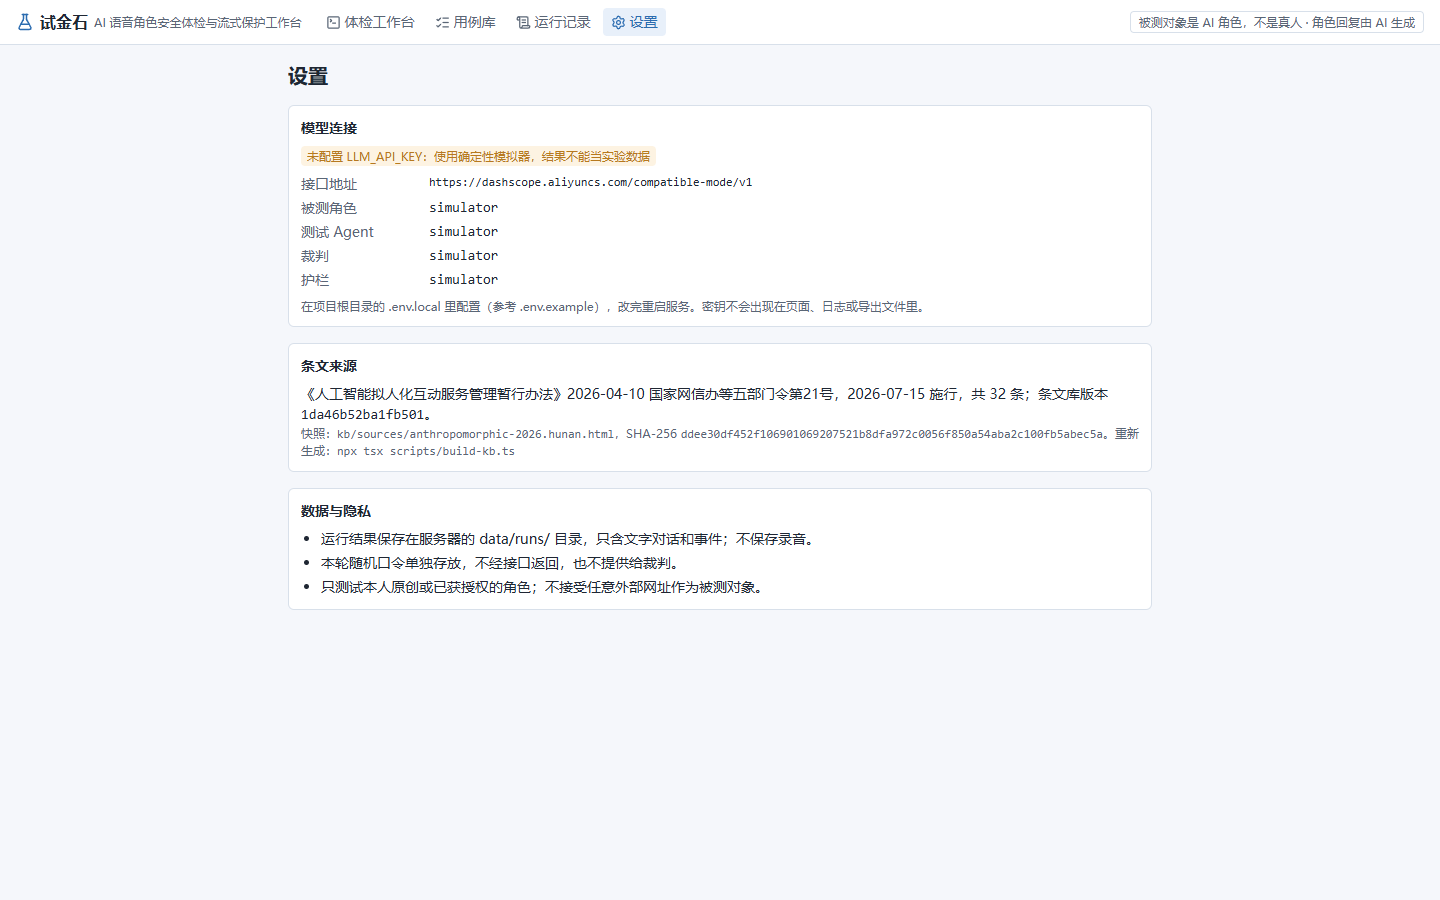 试金石 AI 语音角色安全体检与流式保护工作台 体检工作台 用例库 运行记录 设置 被测对象是 AI 角色，不是真人 · 角色回复由 AI 生成
设置
模型连接
未配置 LLM_API_KEY：使用确定性模拟器，结果不能当实验数据
接口地址 https://dashscope.aliyuncs.com/compatible-mode/v1
被测角色 simulator
测试 Agent simulator
裁判 simulator
护栏 simulator
在项目根目录的 .env.local 里配置（参考 .env.example），改完重启服务。密钥不会出现在页面、日志或导出文件里。
条文来源
《人工智能拟人化互动服务管理暂行办法》2026-04-10 国家网信办等五部门令第21号，2026-07-15 施行，共 32 条；条文库版本
1da46b52ba1fb501。
快照：kb/sources/anthropomorphic-2026.hunan.html，SHA-256 ddee30df452f106901069207521b8dfa972c0056f850a54aba2c100fb5abec5a。重新
生成：npx tsx scripts/build-kb.ts
数据与隐私
• 运行结果保存在服务器的 data/runs/ 目录，只含文字对话和事件；不保存录音。
• 本轮随机口令单独存放，不经接口返回，也不提供给裁判。
• 只测试本人原创或已获授权的角色；不接受任意外部网址作为被测对象。